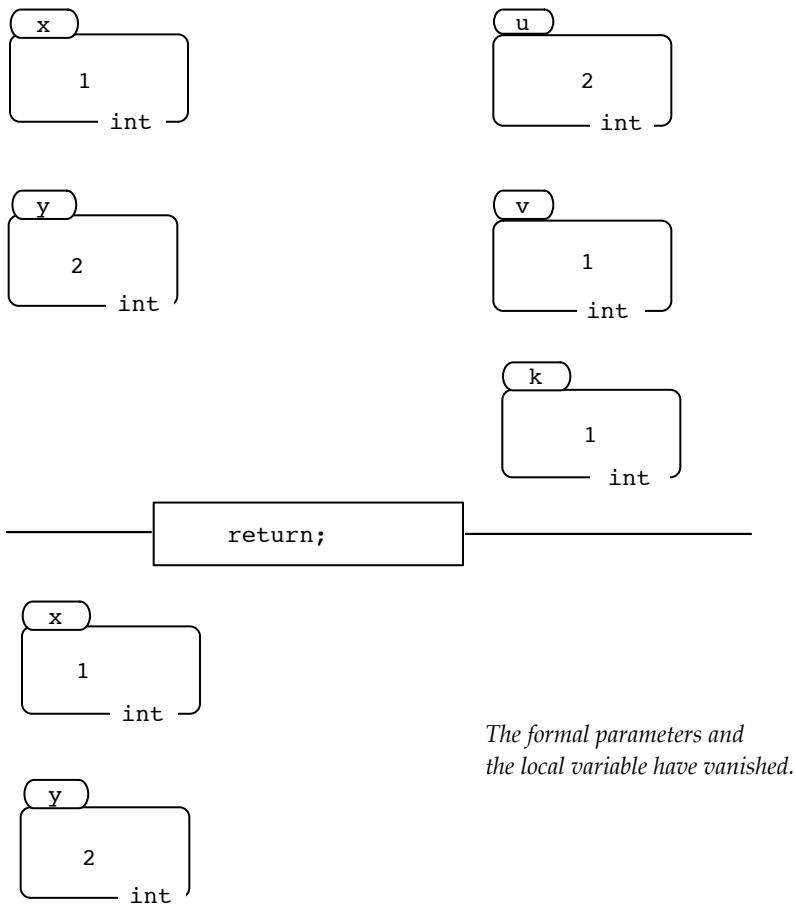 x
1
int
u
2
int
y
2
int
v
1
int
k
1
int
return;
x
1
int
The formal parameters and
the local variable have vanished.
y
2
int